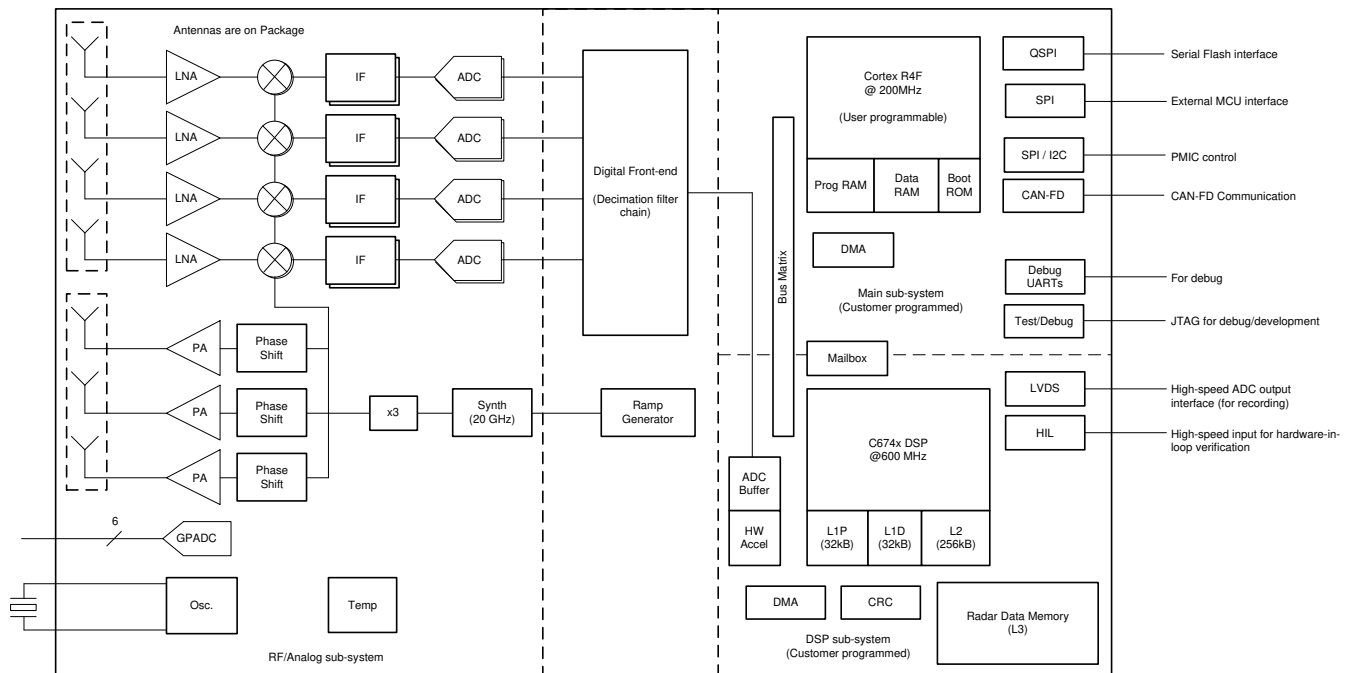 Antennas are on Package
LNA
IF
ADC
LNA
IF
ADC
LNA
IF
ADC
LNA
IF
ADC
Digital Front-end
(Decimation filter
chain)
PA
Phase
Shift
PA
Phase
Shift
PA
Phase
Shift
x3
Synth
(20 GHz)
Ramp
Generator
6
GPADC
Osc.
Temp
RF/Analog sub-system
Bus Matrix
Cortex R4F
@ 200MHz
(User programmable)
Prog RAM
Data
RAM
Boot
ROM
DMA
Main sub-system
(Customer programmed)
Mailbox
QSPI
Serial Flash interface
SPI
External MCU interface
SPI / I2C
PMIC control
CAN-FD
CAN-FD Communication
Debug
UARTs
For debug
Test/Debug
JTAG for debug/development
LVDS
High-speed ADC output
interface (for recording)
HIL
High-speed input for hardware-in-
loop verification
C674x DSP
@600 MHz
ADC
Buffer
HW
Accel
L1P
(32kB)
L1D
(32kB)
L2
(256kB)
DMA
CRC
Radar Data Memory
(L3)
DSP sub-system
(Customer programmed)